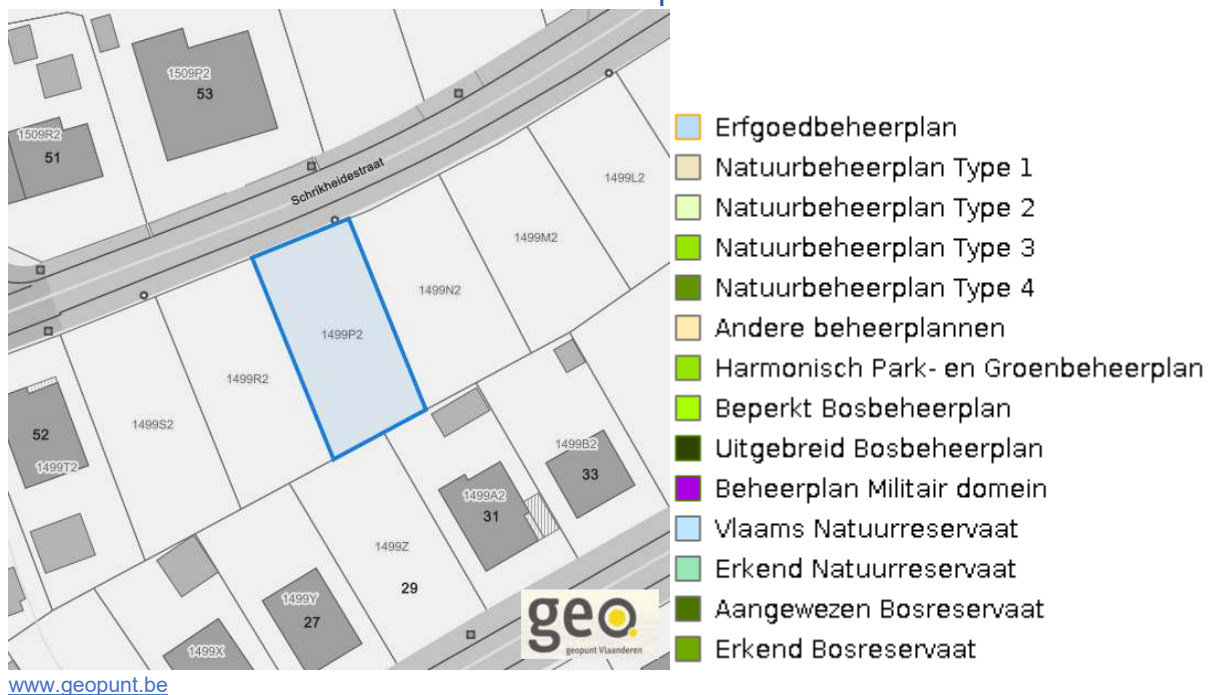 1509P2
53
1509R2
51
Schrikheidestraat
1499L2
1499M2
1499N2
1499P2
1499R2
1499S2
52
1499T2
1499B2
33
1499A2
31
1499Z
29
1499Y
27
1499X
geo.
geopunt Vlaanderen
Erfgoedbeheerplan
Natuurbeheerplan Type 1
Natuurbeheerplan Type 2
Natuurbeheerplan Type 3
Natuurbeheerplan Type 4
Andere beheerplannen
Harmonisch Park- en Groenbeheerplan
Beperkt Bosbeheerplan
Uitgebreid Bosbeheerplan
Beheerplan Militair domein
Vlaams Natuurreservaat
Erkend Natuurreservaat
Aangewezen Bosreservaat
Erkend Bosreservaat
www.geopunt.be